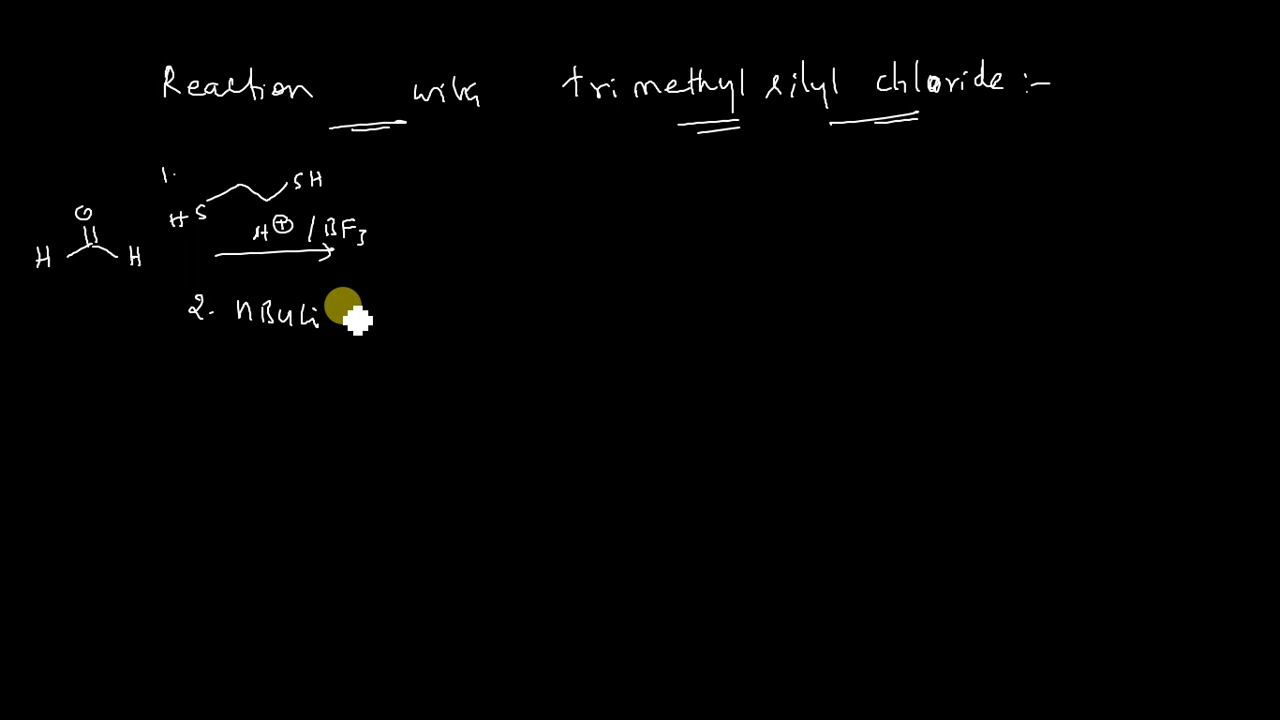 Reaction with trimethyl silyl chloride :-
1.
SH
HS
O
H⊕ / BF3
H H
2. nBuLi